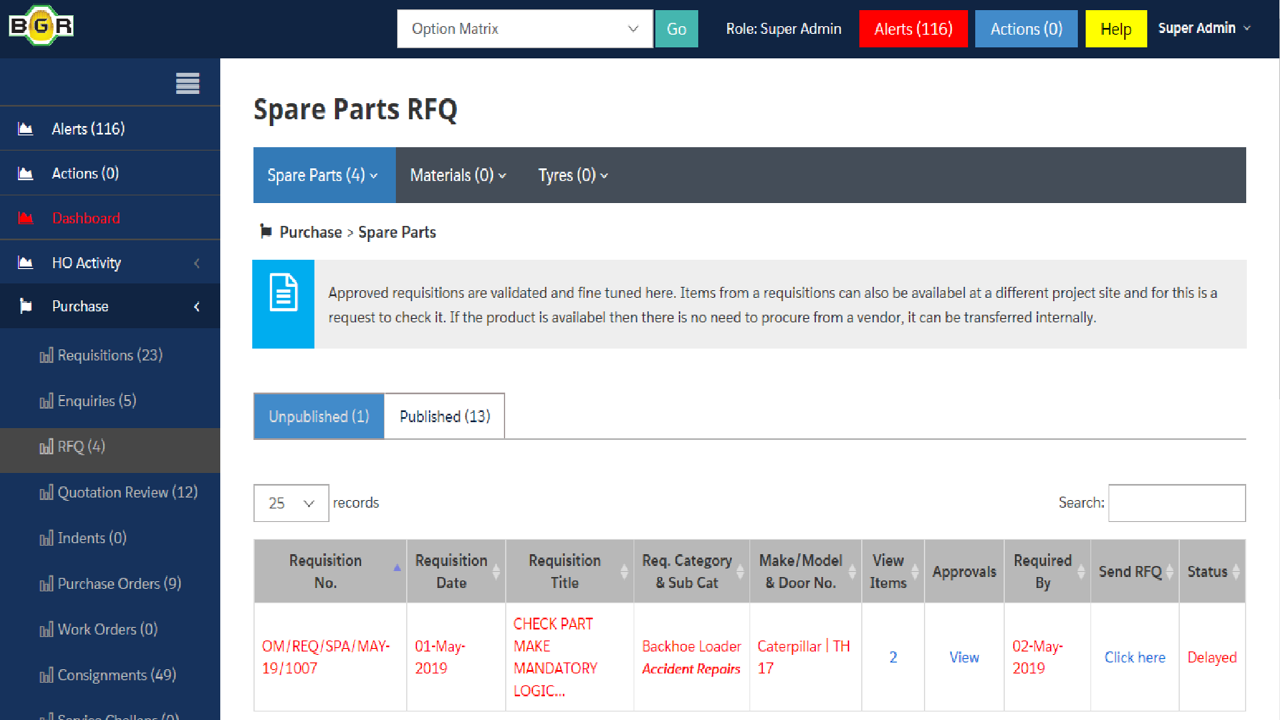 BGR
Option Matrix
Go
Role: Super Admin
Alerts (116)
Actions (0)
Help
Super Admin
Alerts (116)
Actions (0)
Dashboard
HO Activity
Purchase
Requisitions (23)
Enquiries (5)
RFQ (4)
Quotation Review (12)
Indents (0)
Purchase Orders (9)
Work Orders (0)
Consignments (49)
Service Challans (0)
Spare Parts RFQ
Spare Parts (4)
Materials (0)
Tyres (0)
Purchase > Spare Parts
Approved requisitions are validated and fine tuned here. Items from a requisitions can also be availabel at a different project site and for this is a
request to check it. If the product is availabel then there is no need to procure from a vendor, it can be transferred internally.
Unpublished (1)
Published (13)
25 records
Search:
Requisition
No.
Requisition
Date
Requisition
Title
Req. Category
& Sub Cat
Make/Model
& Door No.
View
Items
Approvals
Required
By
Send RFQ
Status
OM/REQ/SPA/MAY-
19/1007
01-May-
2019
CHECK PART
MAKE
MANDATORY
LOGIC...
Backhoe Loader
Accident Repairs
Caterpillar | TH
17
2
View
02-May-
2019
Click here
Delayed